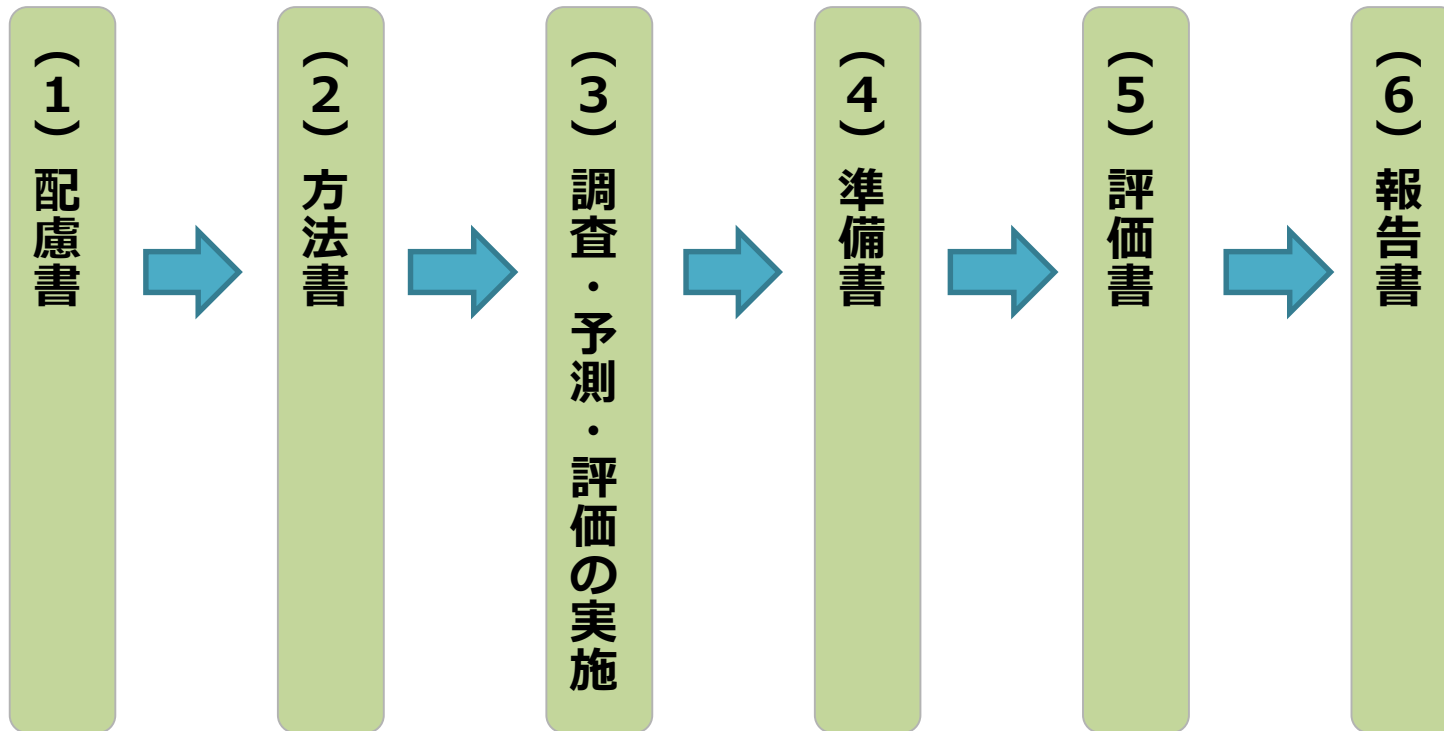 （1）配慮書
（2）方法書
（3）調査・予測・評価の実施
（4）準備書
（5）評価書
（6）報告書